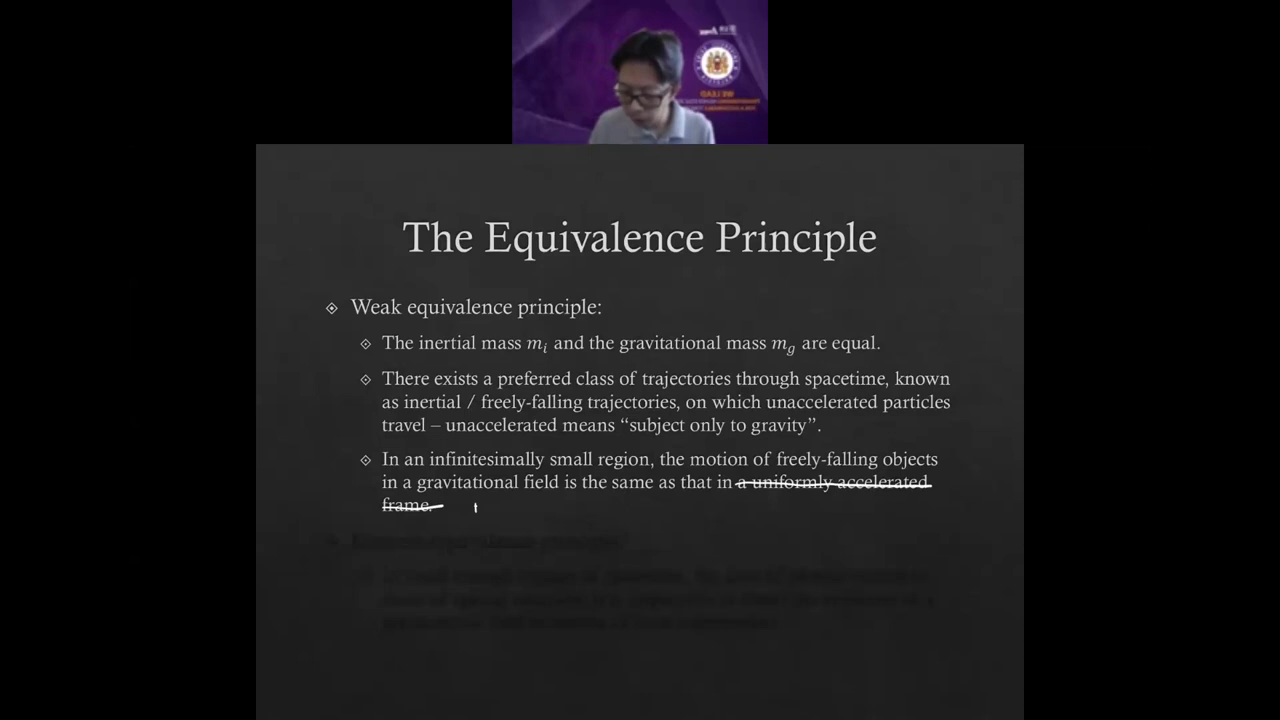 The Equivalence Principle
Weak equivalence principle:
The inertial mass m_i and the gravitational mass m_g are equal.
There exists a preferred class of trajectories through spacetime, known
as inertial / freely-falling trajectories, on which unaccelerated particles
travel – unaccelerated means “subject only to gravity”.
In an infinitesimally small region, the motion of freely-falling objects
in a gravitational field is the same as that in a uniformly accelerated
frame.